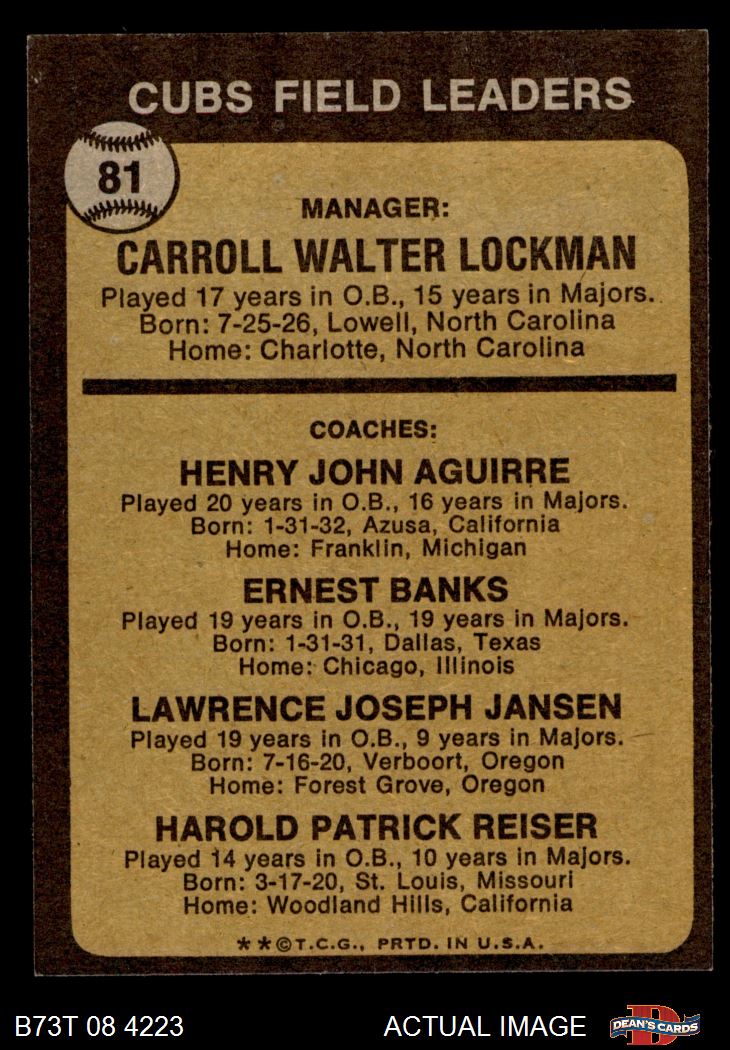 CUBS FIELD LEADERS
81
MANAGER:
CARROLL WALTER LOCKMAN
Played 17 years in O.B., 15 years in Majors.
Born: 7-25-26, Lowell, North Carolina
Home: Charlotte, North Carolina
COACHES:
HENRY JOHN AGUIRRE
Played 20 years in O.B., 16 years in Majors.
Born: 1-31-32, Azusa, California
Home: Franklin, Michigan
ERNEST BANKS
Played 19 years in O.B., 19 years in Majors.
Born: 1-31-31, Dallas, Texas
Home: Chicago, Illinois
LAWRENCE JOSEPH JANSEN
Played 19 years in O.B., 9 years in Majors.
Born: 7-16-20, Verboort, Oregon
Home: Forest Grove, Oregon
HAROLD PATRICK REISER
Played 14 years in O.B., 10 years in Majors.
Born: 3-17-20, St. Louis, Missouri
Home: Woodland Hills, California
**©T.C.G., PRTD. IN U.S.A.
B73T 08 4223 ACTUAL IMAGE D DEAN'S CARDS